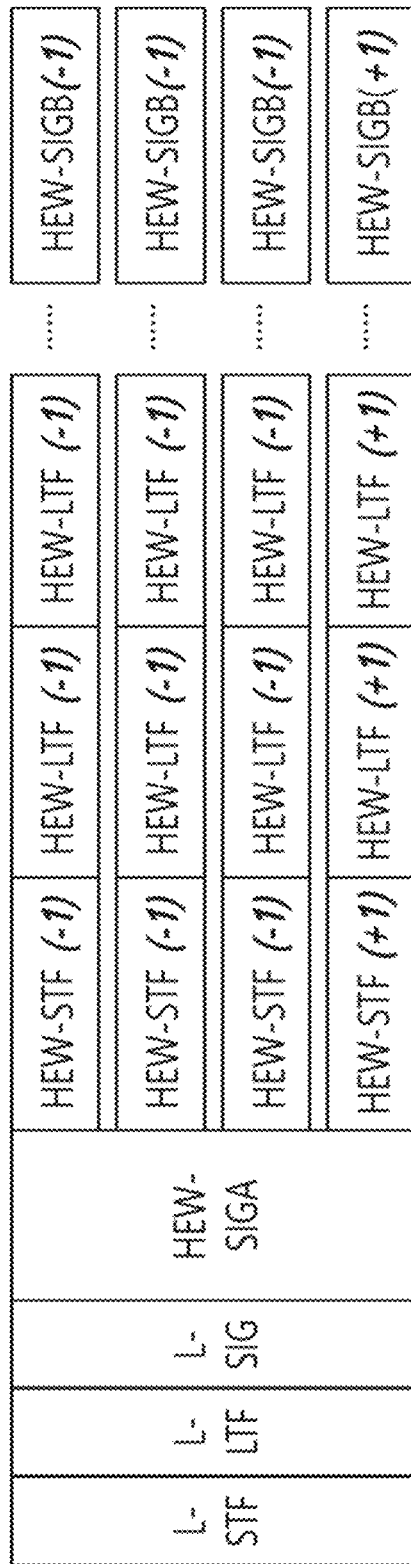 L-
STF
L-
LTF
L-
SIG
HEW-
SIGA
HEW-STF (-1) HEW-LTF (-1) HEW-LTF (-1) ...... HEW-SIGB(-1)
HEW-STF (-1) HEW-LTF (-1) HEW-LTF (-1) ...... HEW-SIGB(-1)
HEW-STF (-1) HEW-LTF (-1) HEW-LTF (-1) ...... HEW-SIGB(-1)
HEW-STF (+1) HEW-LTF (+1) HEW-LTF (+1) ...... HEW-SIGB(+1)